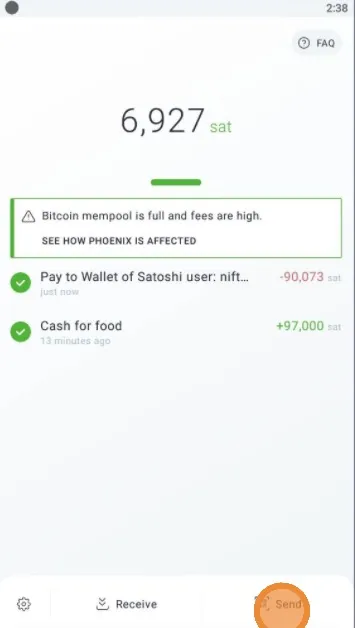 2:38
FAQ
6,927 sat
Bitcoin mempool is full and fees are high.
SEE HOW PHOENIX IS AFFECTED
Pay to Wallet of Satoshi user: nift... -90,073 sat
just now
Cash for food +97,000 sat
13 minutes ago
Receive Send